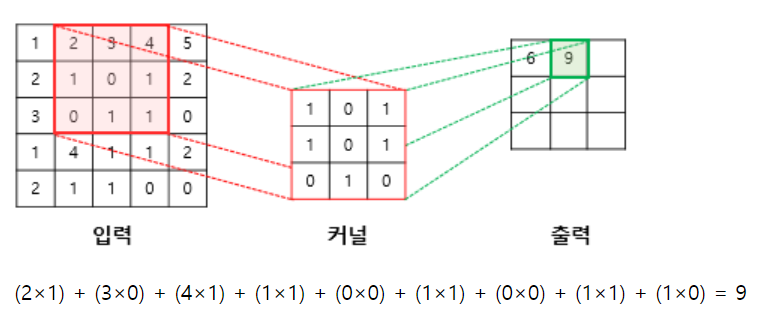 1 2 3 4 5
2 1 0 1 2
3 0 1 1 0
1 4 1 1 2
2 1 1 0 0
1 0 1
1 0 1
0 1 0
6 9
입력 커널 출력
(2×1) + (3×0) + (4×1) + (1×1) + (0×0) + (1×1) + (0×0) + (1×1) + (1×0) = 9